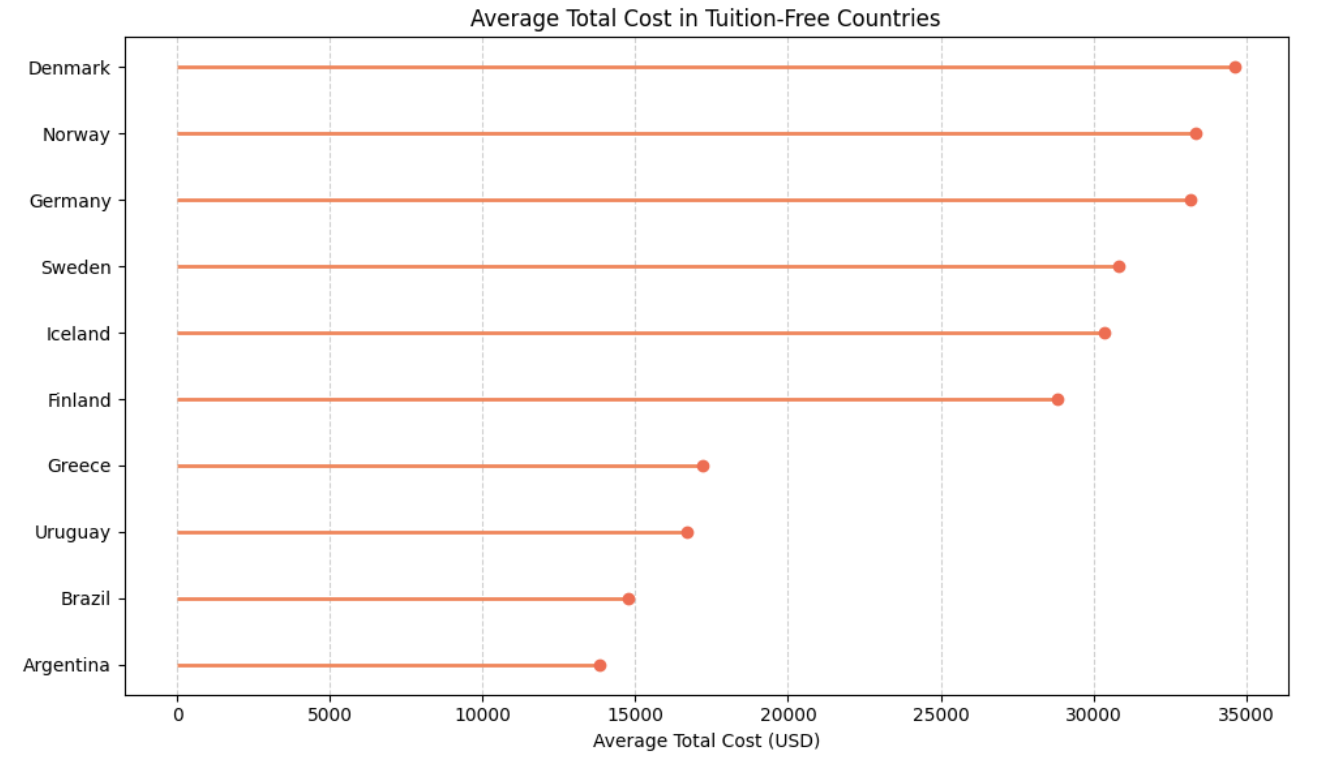 Average Total Cost in Tuition-Free Countries
Denmark
Norway
Germany
Sweden
Iceland
Finland
Greece
Uruguay
Brazil
Argentina
0 5000 10000 15000 20000 25000 30000 35000
Average Total Cost (USD)